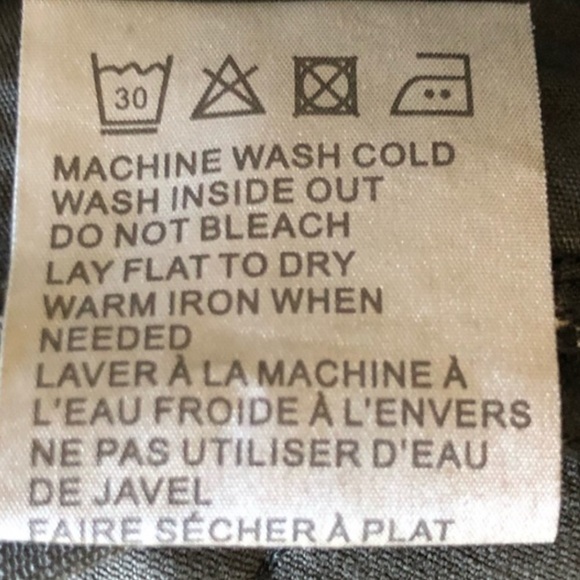 30
MACHINE WASH COLD
WASH INSIDE OUT
DO NOT BLEACH
LAY FLAT TO DRY
WARM IRON WHEN
NEEDED
LAVER À LA MACHINE À
L'EAU FROIDE À L'ENVERS
NE PAS UTILISER D'EAU
DE JAVEL
FAIRE SÉCHER À PLAT